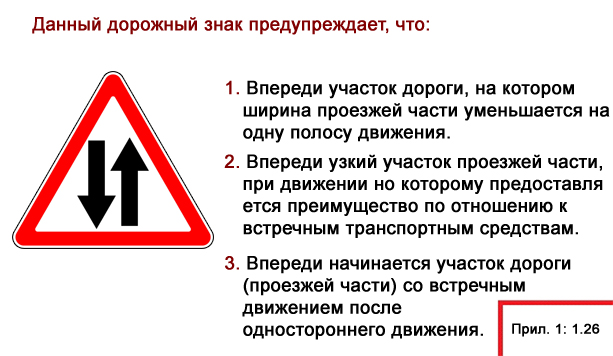 Данный дорожный знак предупреждает, что:
1. Впереди участок дороги, на котором
ширина проезжей части уменьшается на
одну полосу движения.
2. Впереди узкий участок проезжей части,
при движении но которому предоставля
ется преимущество по отношению к
встречным транспортным средствам.
3. Впереди начинается участок дороги
(проезжей части) со встречным
движением после
одностороннего движения.
Прил. 1: 1.26